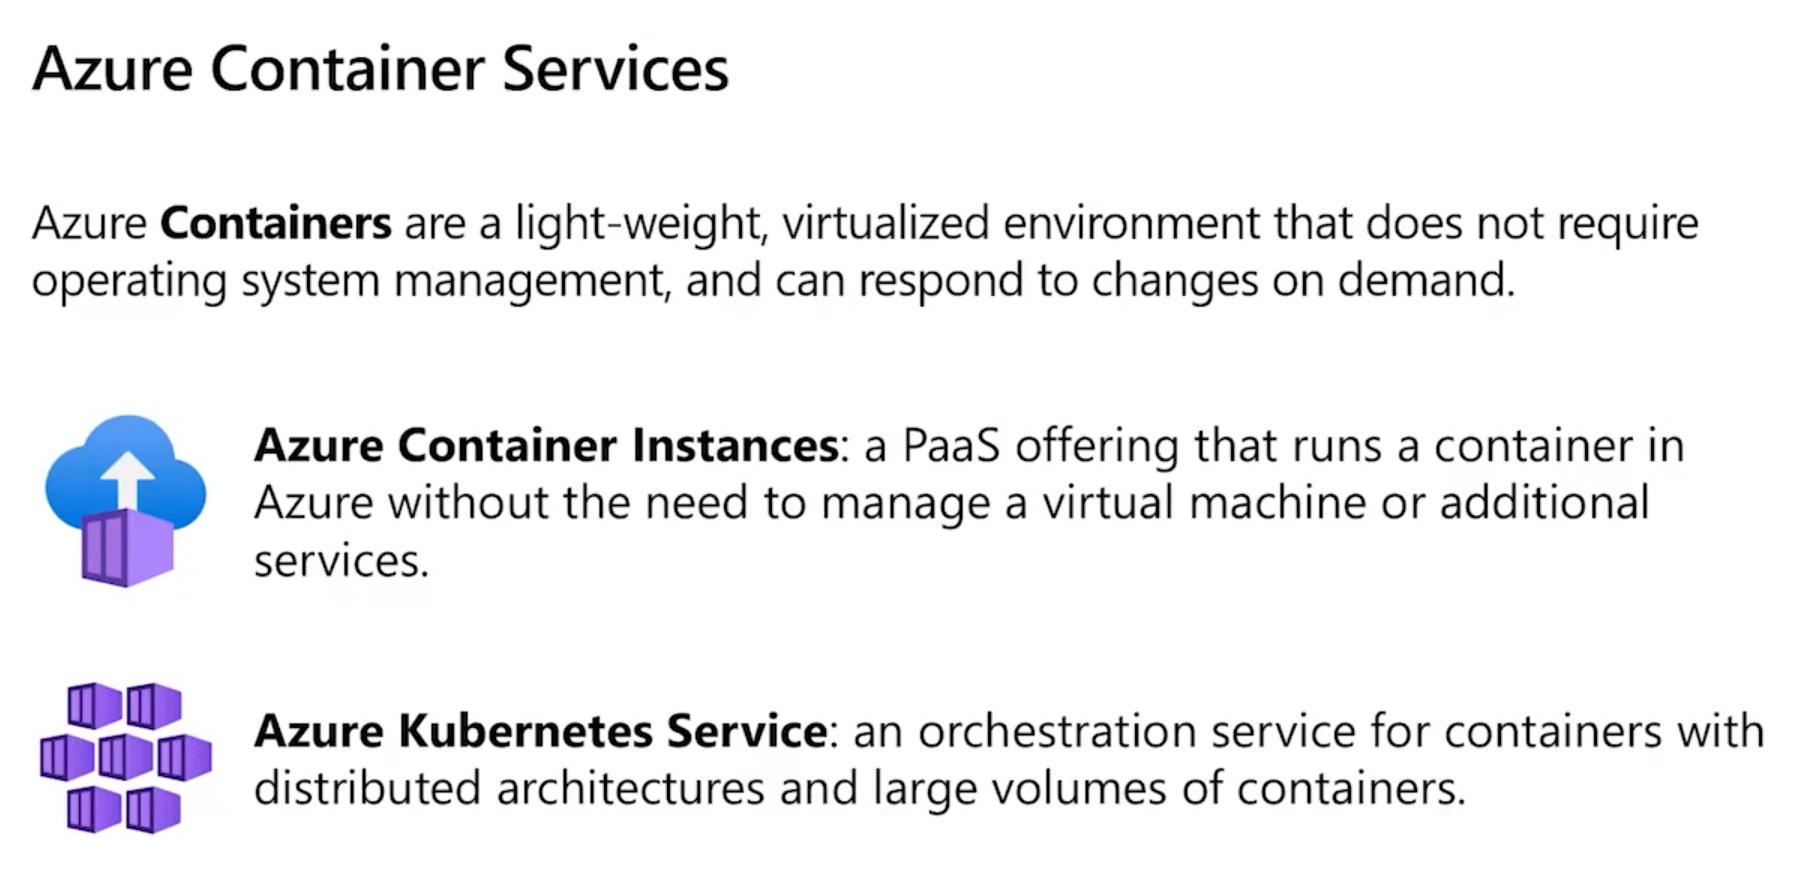 Azure Container Services
Azure Containers are a light-weight, virtualized environment that does not require
operating system management, and can respond to changes on demand.
Azure Container Instances: a PaaS offering that runs a container in
Azure without the need to manage a virtual machine or additional
services.
Azure Kubernetes Service: an orchestration service for containers with
distributed architectures and large volumes of containers.